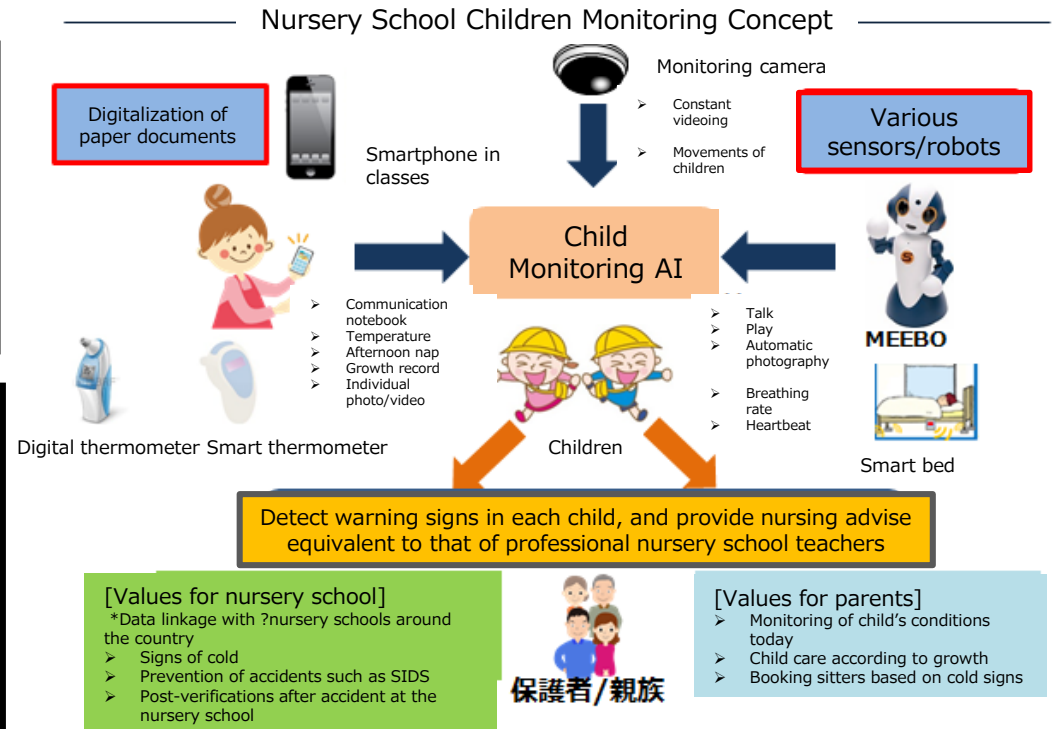 Nursery School Children Monitoring Concept
Digitalization of
paper documents
Smartphone in
classes
Monitoring camera
➢ Constant
videoing
➢ Movements of
children
Various
sensors/robots
Child
Monitoring AI
➢ Communication
notebook
➢ Temperature
➢ Afternoon nap
➢ Growth record
➢ Individual
photo/video
➢ Talk
➢ Play
➢ Automatic
photography
➢ Breathing
rate
➢ Heartbeat
S
MEEBO
Digital thermometer
Smart thermometer
Children
Smart bed
Detect warning signs in each child, and provide nursing advise
equivalent to that of professional nursery school teachers
[Values for nursery school]
*Data linkage with ?nursery schools around
the country
➢ Signs of cold
➢ Prevention of accidents such as SIDS
➢ Post-verifications after accident at the
nursery school
保護者/親族
[Values for parents]
➢ Monitoring of child's conditions
today
➢ Child care according to growth
➢ Booking sitters based on cold signs